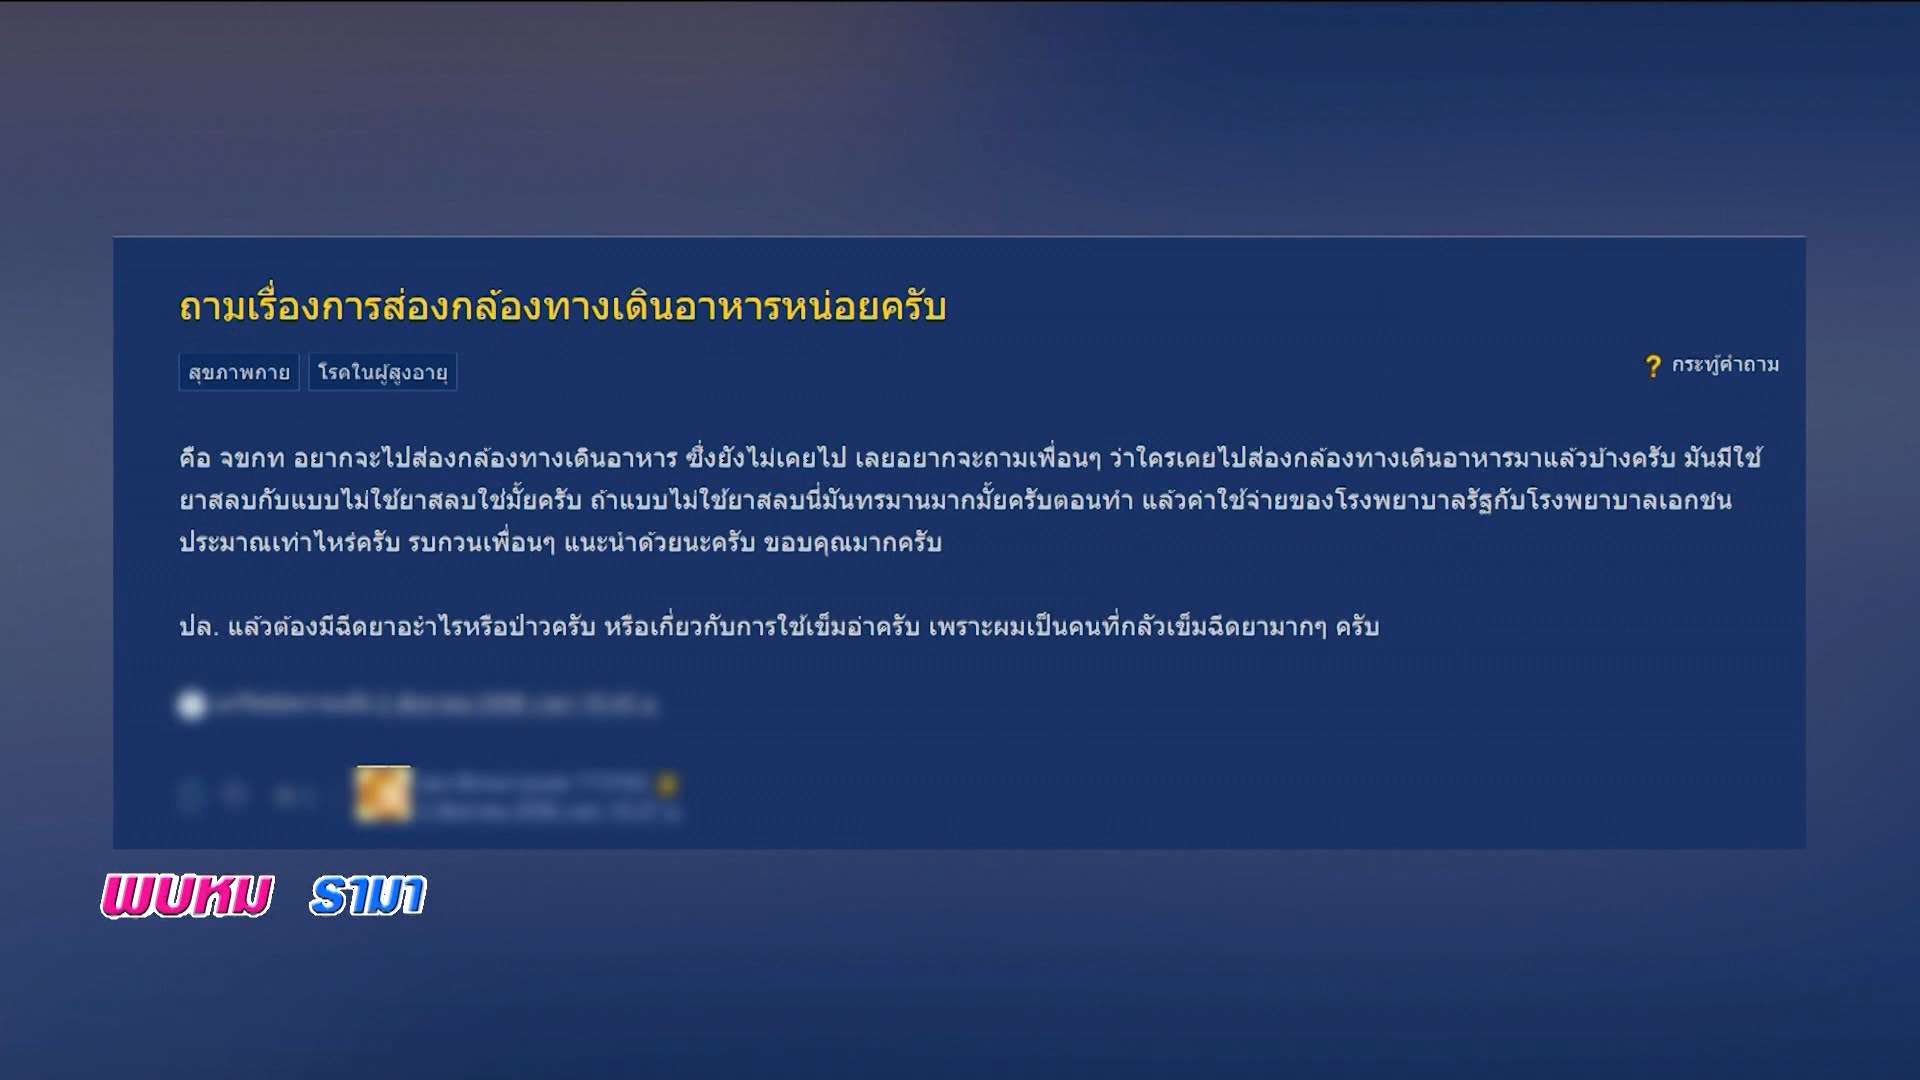 ถามเรื่องการส่องกล้องทางเดินอาหารหน่อยครับ
สุขภาพกาย โรคในผู้สูงอายุ
กระทู้คำถาม
คือ จขกท อยากจะไปส่องกล้องทางเดินอาหาร ซึ่งยังไม่เคยไป เลยอยากจะถามเพื่อนๆ ว่าใครเคยไปส่องกล้องทางเดินอาหารมาแล้วบ้างครับ มันมีใช้
ยาสลบกับแบบไม่ใช้ยาสลบใช่มั้ยครับ ถ้าแบบไม่ใช้ยาสลบนี่มันทรมานมากมั้ยครับตอนทำ แล้วค่าใช้จ่ายของโรงพยาบาลรัฐกับโรงพยาบาลเอกชน
ประมาณเท่าไหร่ครับ รบกวนเพื่อนๆ แนะนำด้วยนะครับ ขอบคุณมากครับ
ปล. แล้วต้องมีฉีดยาอะำไรหรือป่าวครับ หรือเกี่ยวกับการใช้เข็มอ่าครับ เพราะผมเป็นคนที่กลัวเข็มฉีดยามากๆ ครับ
พบหม รามา